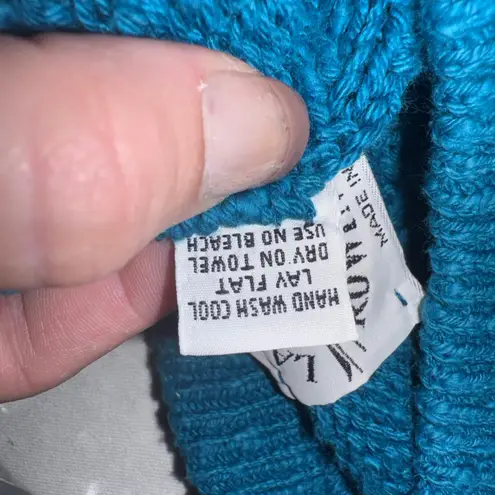 HAND WASH COOL
LAY FLAT
DRY ON TOWEL
USE NO BLEACH
MADE IN